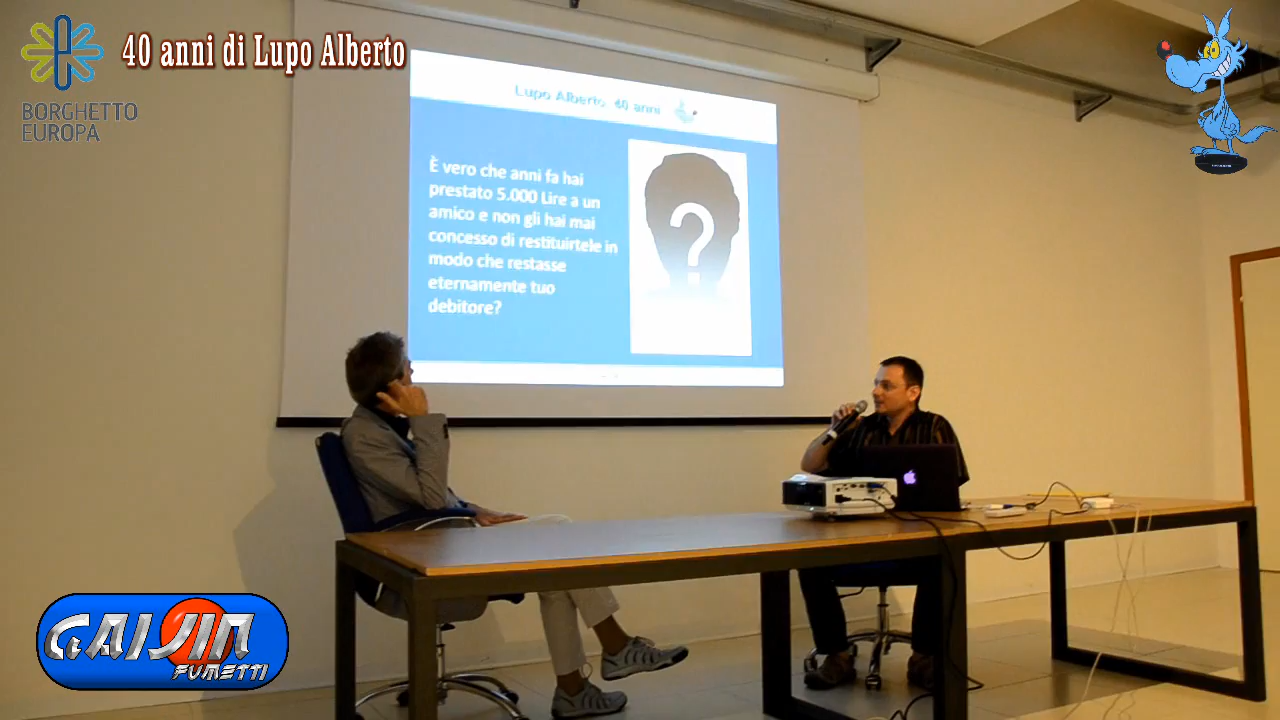 40 anni di Lupo Alberto
BORGHETTO
EUROPA
Lupo Alberto 40 anni
È vero che anni fa hai
prestato 5.000 Lire a un
amico e non gli hai mai
concesso di restituirtele in
modo che restasse
eternamente tuo
debitore?
?
GAIJIN
FUMETTI